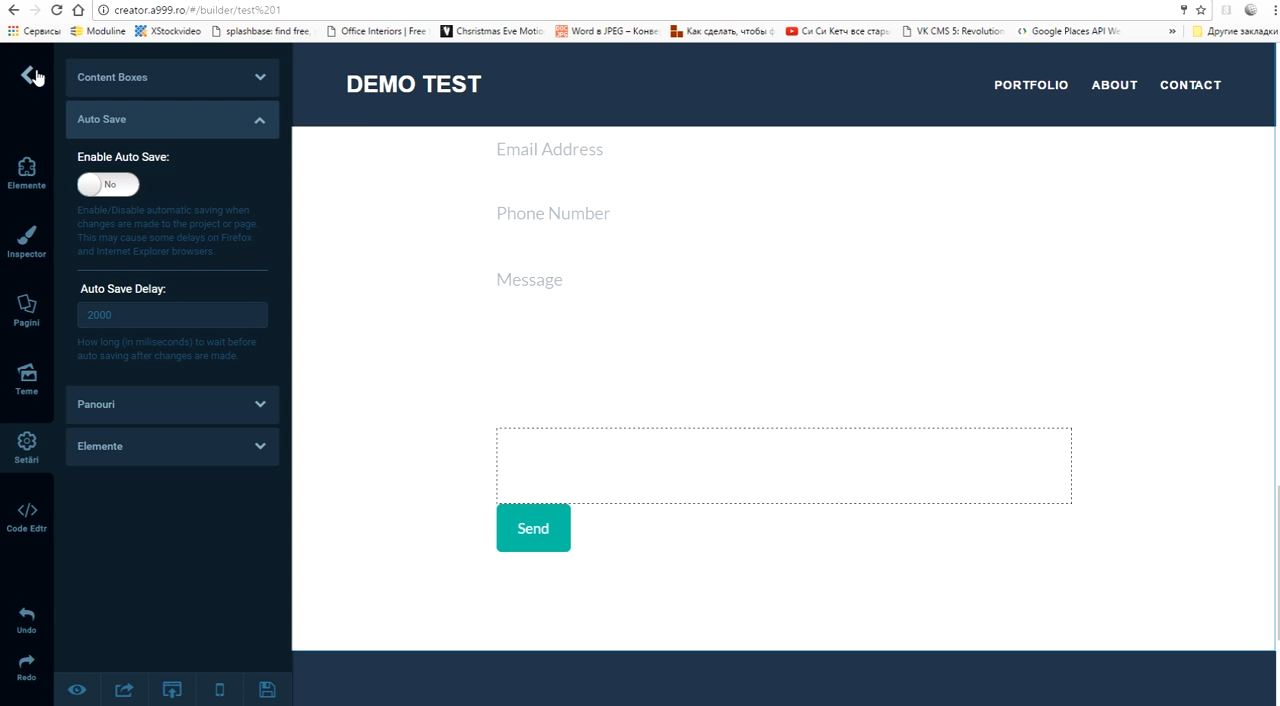 creator.a999.ro/#/builder/test%201
Сервисы
Moduline
XStockvideo
splashbase: find free,
Office Interiors | Free
Chsristmas Eve Motio
Word в JPEG – Конве
Как сделать, чтобы ф
Си Си Кетч все стар
VK CMS 5: Revolution
Google Places API We
»
Другие закладки
Content Boxes
Auto Save
Enable Auto Save:
No
Enable/Disable automatic saving when
changes are made to the project or page.
This may cause some delays on Firefox
and Internet Explorer browsers.
Auto Save Delay:
2000
How long (in miliseconds) to wait before
auto saving after changes are made.
Panouri
Elemente
Elemente
Inspector
Pagini
Teme
Setări
Code Edtr
Undo
Redo
DEMO TEST
PORTFOLIO
ABOUT
CONTACT
Email Address
Phone Number
Message
Send